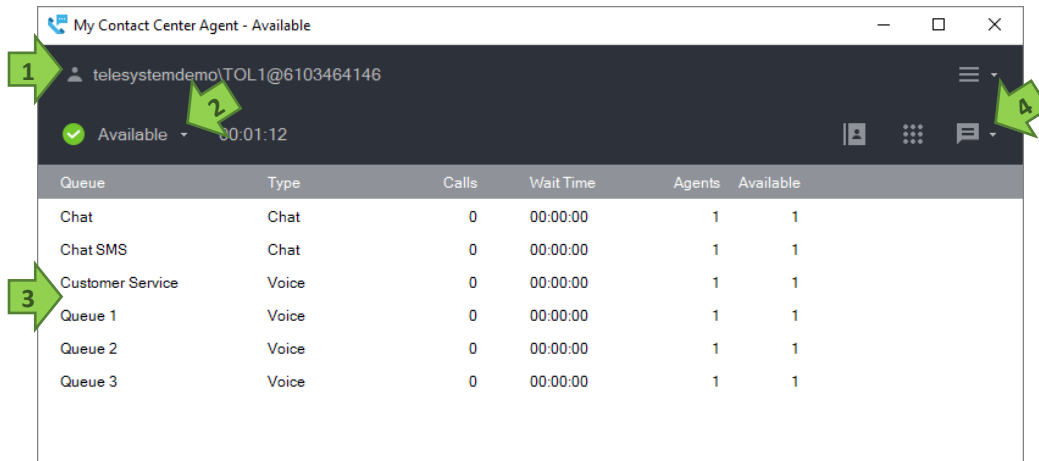 My Contact Center Agent - Available
1 telesystemdemo\TOL1@6103464146
2 4
Available 00:01:12
Queue Type Calls Wait Time Agents Available
Chat Chat 0 00:00:00 1 1
Chat SMS Chat 0 00:00:00 1 1
Customer Service Voice 0 00:00:00 1 1
3
Queue 1 Voice 0 00:00:00 1 1
Queue 2 Voice 0 00:00:00 1 1
Queue 3 Voice 0 00:00:00 1 1